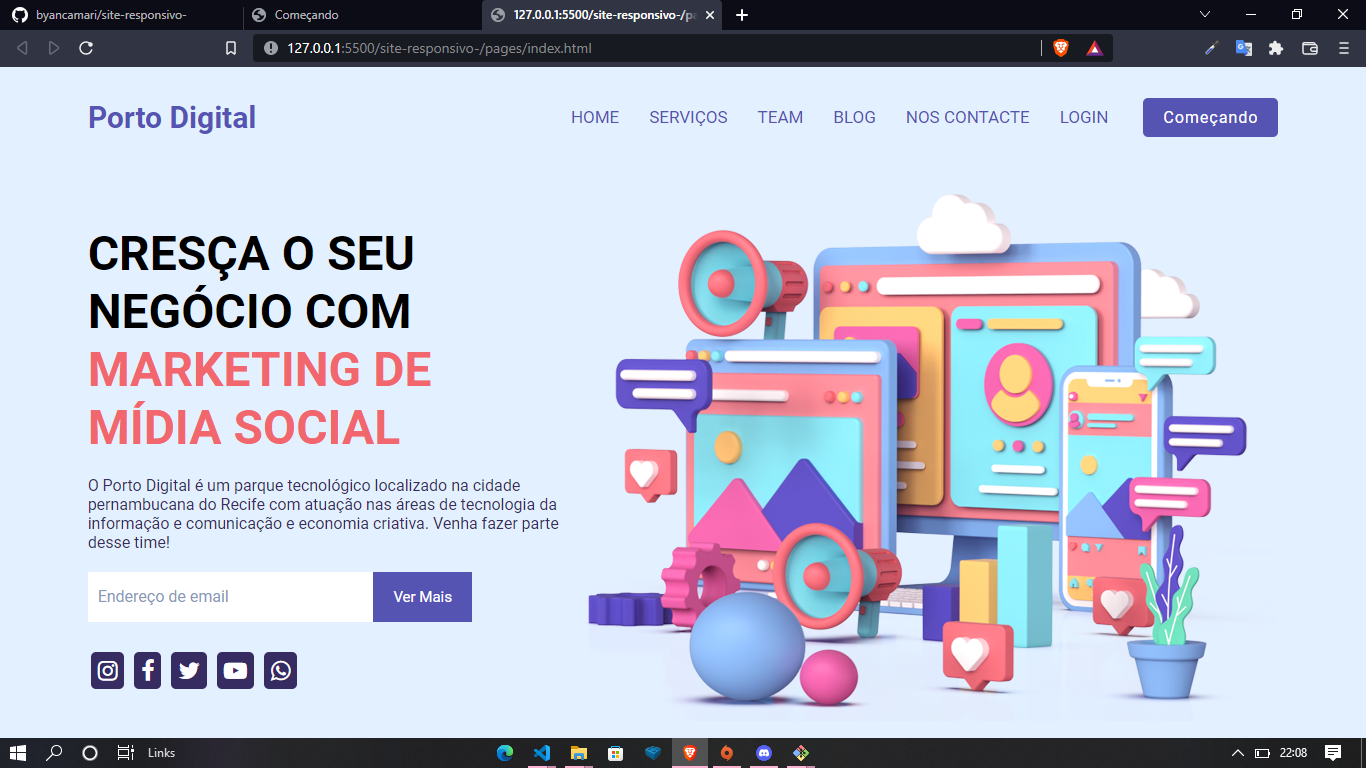 byancamari/site-responsivo-
Começando
127.0.0.1:5500/site-responsivo-/pa
127.0.0.1:5500/site-responsivo-/pages/index.html
Porto Digital
HOME SERVIÇOS TEAM BLOG NOS CONTACTE LOGIN Começando
CRESÇA O SEU
NEGÓCIO COM
MARKETING DE
MÍDIA SOCIAL
O Porto Digital é um parque tecnológico localizado na cidade
pernambucana do Recife com atuação nas áreas de tecnologia da
informação e comunicação e economia criativa. Venha fazer parte
desse time!
Endereço de email Ver Mais
Links
22:08